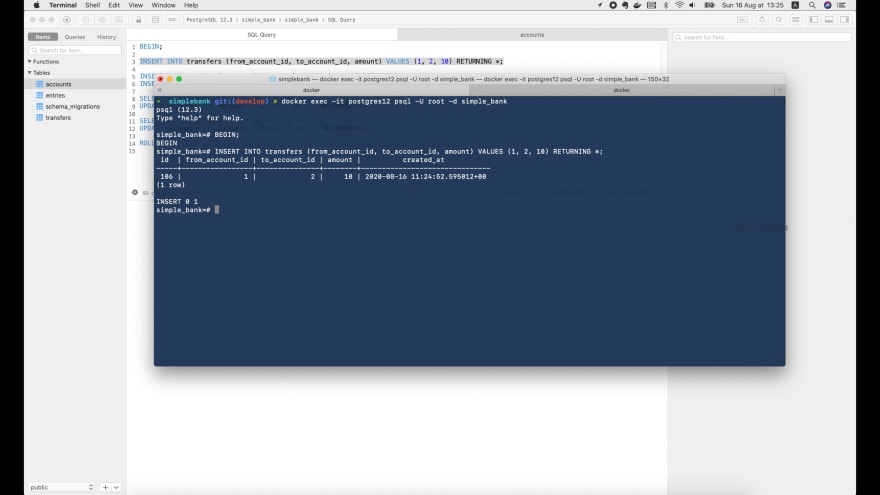 Terminal Shell Edit View Window Help
Sun 16 Aug at 13:25
PostgreSQL 12.3 : simple_bank : simple_bank : SQL Query
Items Queries History
SQL Query
accounts
Search for item...
Search for field...
Functions
Tables
accounts
entries
schema_migrations
transfers
1 BEGIN;
2
3 INSERT INTO transfers (from_account_id, to_account_id, amount) VALUES (1, 2, 10) RETURNING *;
4
5 INSE
6 INSE
7
8 SELE
9 UPDA
10
11 SELE
12 UPDA
13
14 ROLL
15
simplebank — docker exec -it postgres12 psql -U root -d simple_bank — docker exec -it postgres12 psql -U root -d simple_bank — 150×32
docker
docker
→ simplebank git:(develop) × docker exec -it postgres12 psql -U root -d simple_bank
psql (12.3)
Type "help" for help.
simple_bank=# BEGIN;
BEGIN
simple_bank=# INSERT INTO transfers (from_account_id, to_account_id, amount) VALUES (1, 2, 10) RETURNING *;
id | from_account_id | to_account_id | amount | created_at
-----+-----------------+---------------+--------+-------------------------------
106 | 1 | 2 | 10 | 2020-08-16 11:24:52.595012+00
(1 row)
INSERT 0 1
simple_bank=#
public